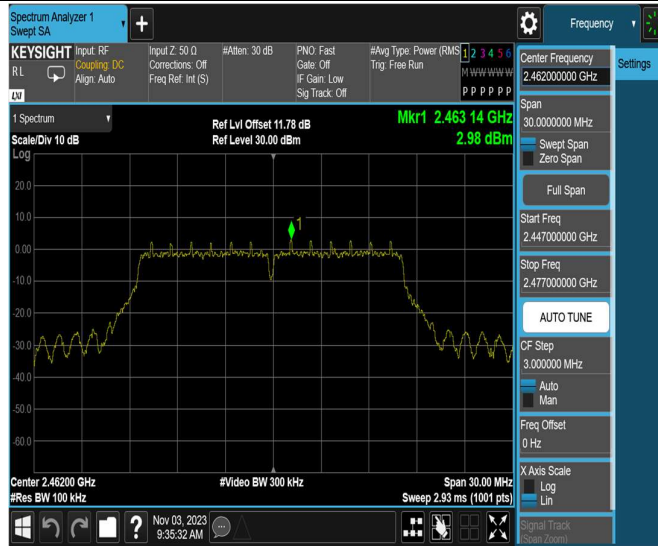 Spectrum Analyzer 1
Swept SA
+
Frequency
KEYSIGHT
RL
LXI
Input: RF
Coupling: DC
Align: Auto
Input Z: 50 Ω
Corrections: Off
Freq Ref: Int (S)
#Atten: 30 dB
PNO: Fast
Gate: Off
IF Gain: Low
Sig Track: Off
#Avg Type: Power (RMS
Trig: Free Run
1 2 3 4 5 6
M W W W W W
P P P P P P
1 Spectrum
Scale/Div 10 dB
Log
Ref Lvl Offset 11.78 dB
Ref Level 30.00 dBm
Mkr1 2.463 14 GHz
2.98 dBm
1
20.0
10.0
0.00
-10.0
-20.0
-30.0
-40.0
-50.0
-60.0
Center 2.46200 GHz
#Res BW 100 kHz
#Video BW 300 kHz
Span 30.00 MHz
Sweep 2.93 ms (1001 pts)
?
Nov 03, 2023
9:35:32 AM
Center Frequency
2.462000000 GHz
Settings
Span
30.0000000 MHz
Swept Span
Zero Span
Full Span
Start Freq
2.447000000 GHz
Stop Freq
2.477000000 GHz
AUTO TUNE
CF Step
3.000000 MHz
Auto
Man
Freq Offset
0 Hz
X Axis Scale
Log
Lin
Signal Track
(Span Zoom)